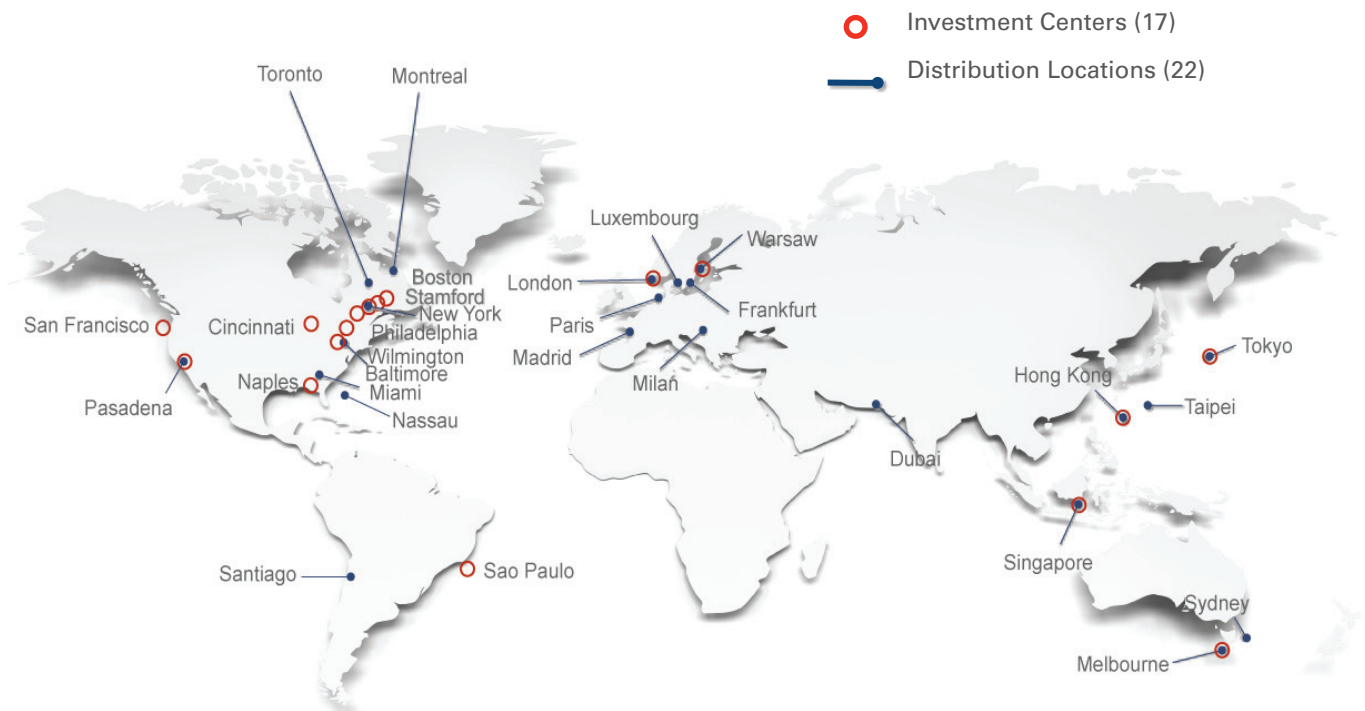 Investment Centers (17)
Distribution Locations (22)
Toronto
Montreal
Luxembourg
Warsaw
Boston
London
Stamford
New York
Frankfurt
San Francisco
Cincinnati
Paris
Philadelphia
Madrid
Wilmington
Tokyo
Baltimore
Hong Kong
Naples
Milan
Miami
Pasadena
Taipei
Nassau
Dubai
Singapore
Santiago
Sao Paulo
Sydney
Melbourne